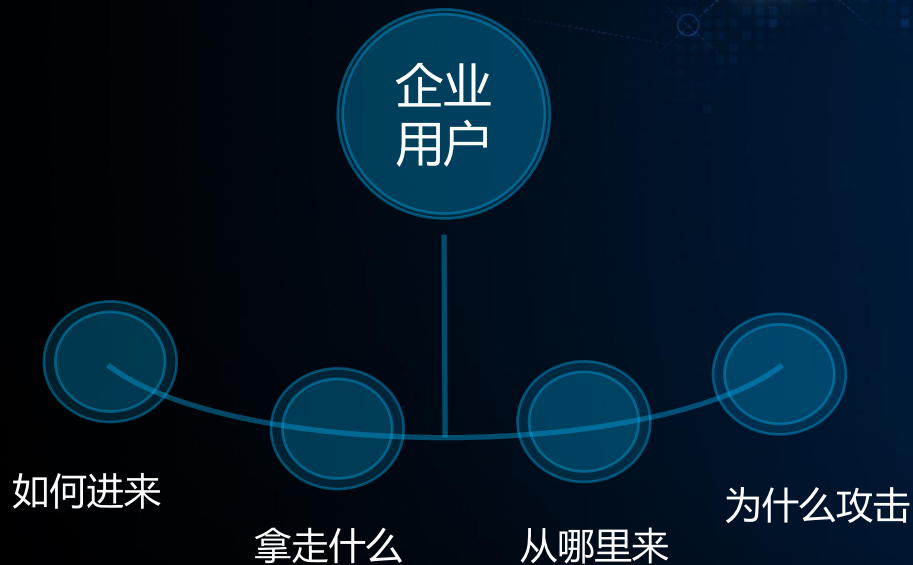 企业
用户
如何进来
拿走什么
从哪里来
为什么攻击